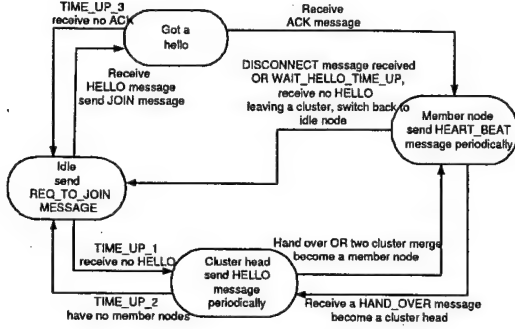 TIME_UP_3
receive no ACK
Got a
hello
Receive
ACK message
Receive
HELLO message
send JOIN message
DISCONNECT message received
OR WAIT_HELLO_TIME_UP,
receive no HELLO
leaving a cluster, switch back to
idle node
Member node
send HEART_BEAT
message periodically
Idle
send
REQ_TO_JOIN
MESSAGE
TIME_UP_1
receive no HELLO
Cluster head
send HELLO
message
periodically
Hand over OR two cluster merge
become a member node
TIME_UP_2
have no member nodes
Receive a HAND_OVER message
become a cluster head